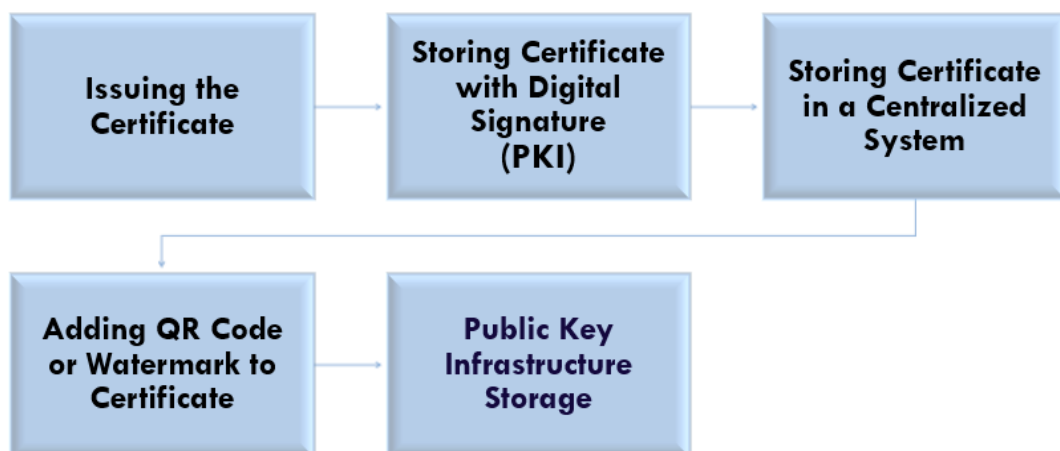 Issuing the
Certificate
Storing Certificate
with Digital
Signature
(PKI)
Storing Certificate
in a Centralized
System
Adding QR Code
or Watermark to
Certificate
Public Key
Infrastructure
Storage